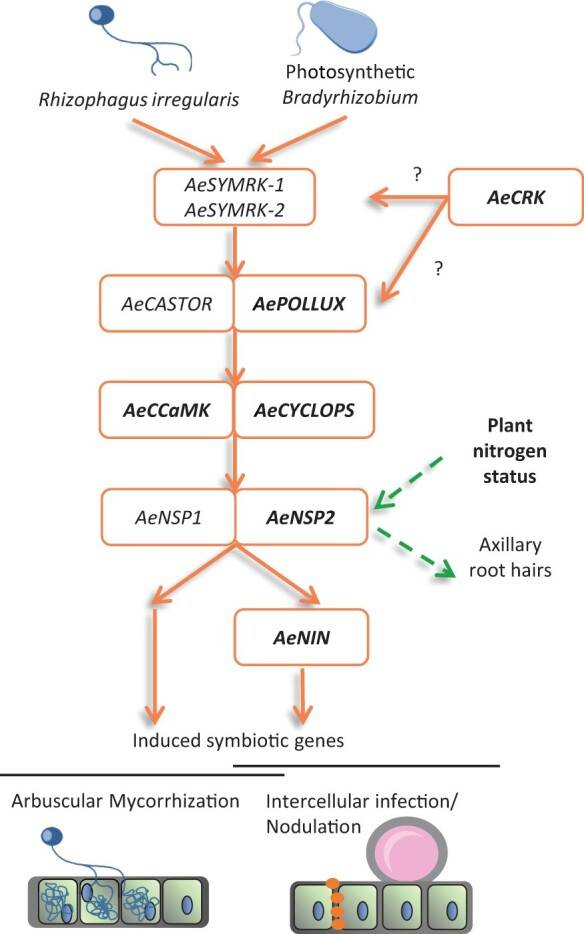 Rhizophagus irregularis
Photosynthetic
Bradyrhizobium
AeSYMRK-1
AeSYMRK-2
?
AeCRK
?
AeCASTOR
AePOLLUX
AeCCaMK
AeCYCLOPS
Plant
nitrogen
status
AeNSP1
AeNSP2
Axillary
root hairs
AeNIN
Induced symbiotic genes
Arbuscular Mycorrhization
Intercellular infection/
Nodulation